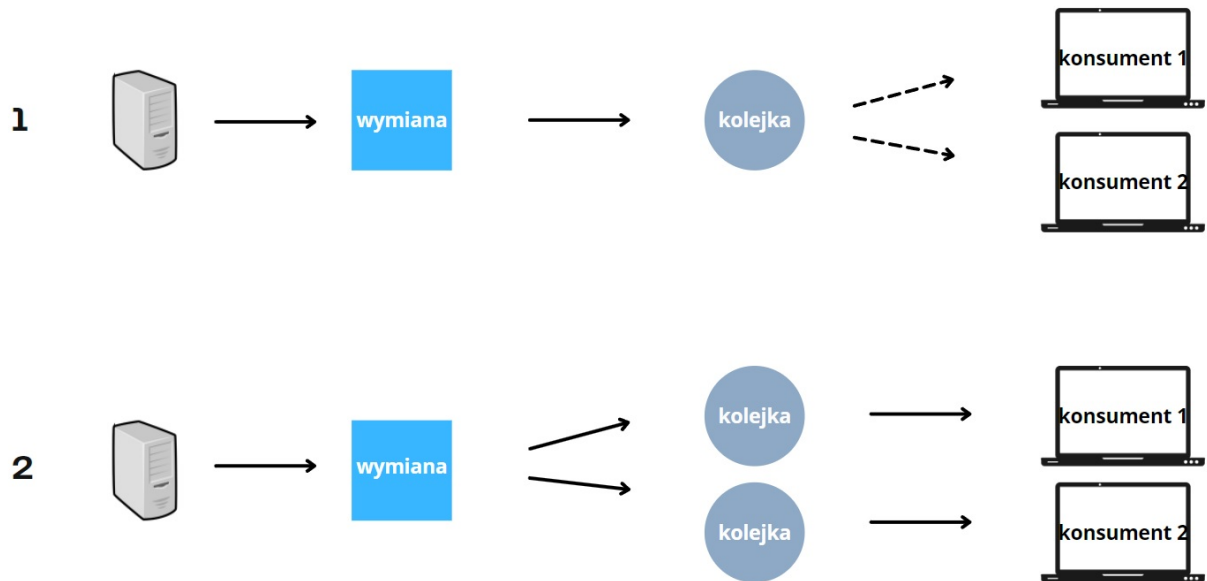 1
wymiana
kolejka
konsument 1
konsument 2
2
wymiana
kolejka
kolejka
konsument 1
konsument 2